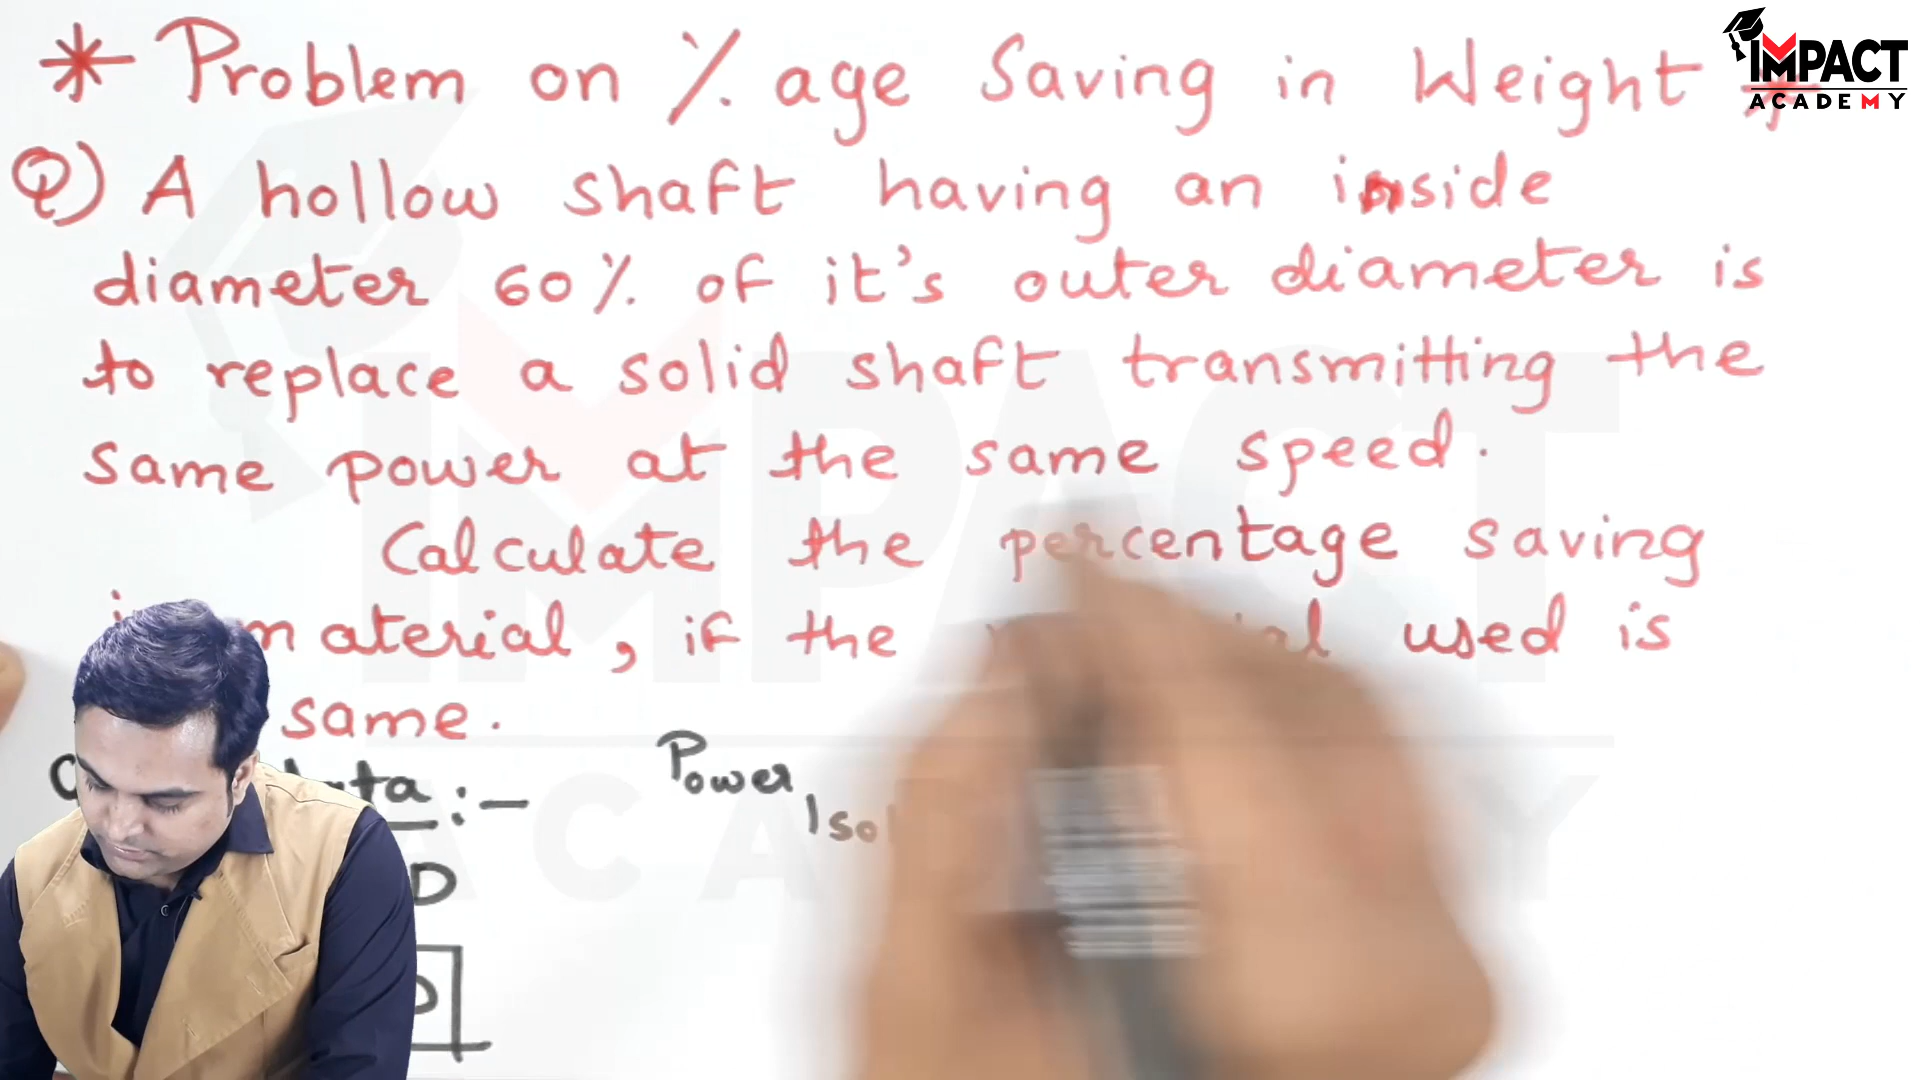 * Problem on % age Saving in Weight *
IMPACT
ACADEMY
Q) A hollow shaft having an inside
diameter 60% of it's outer diameter is
to replace a solid shaft transmitting the
same power at the same speed.
Calculate the percentage saving
material, if the used is
same.
:-
Power
D